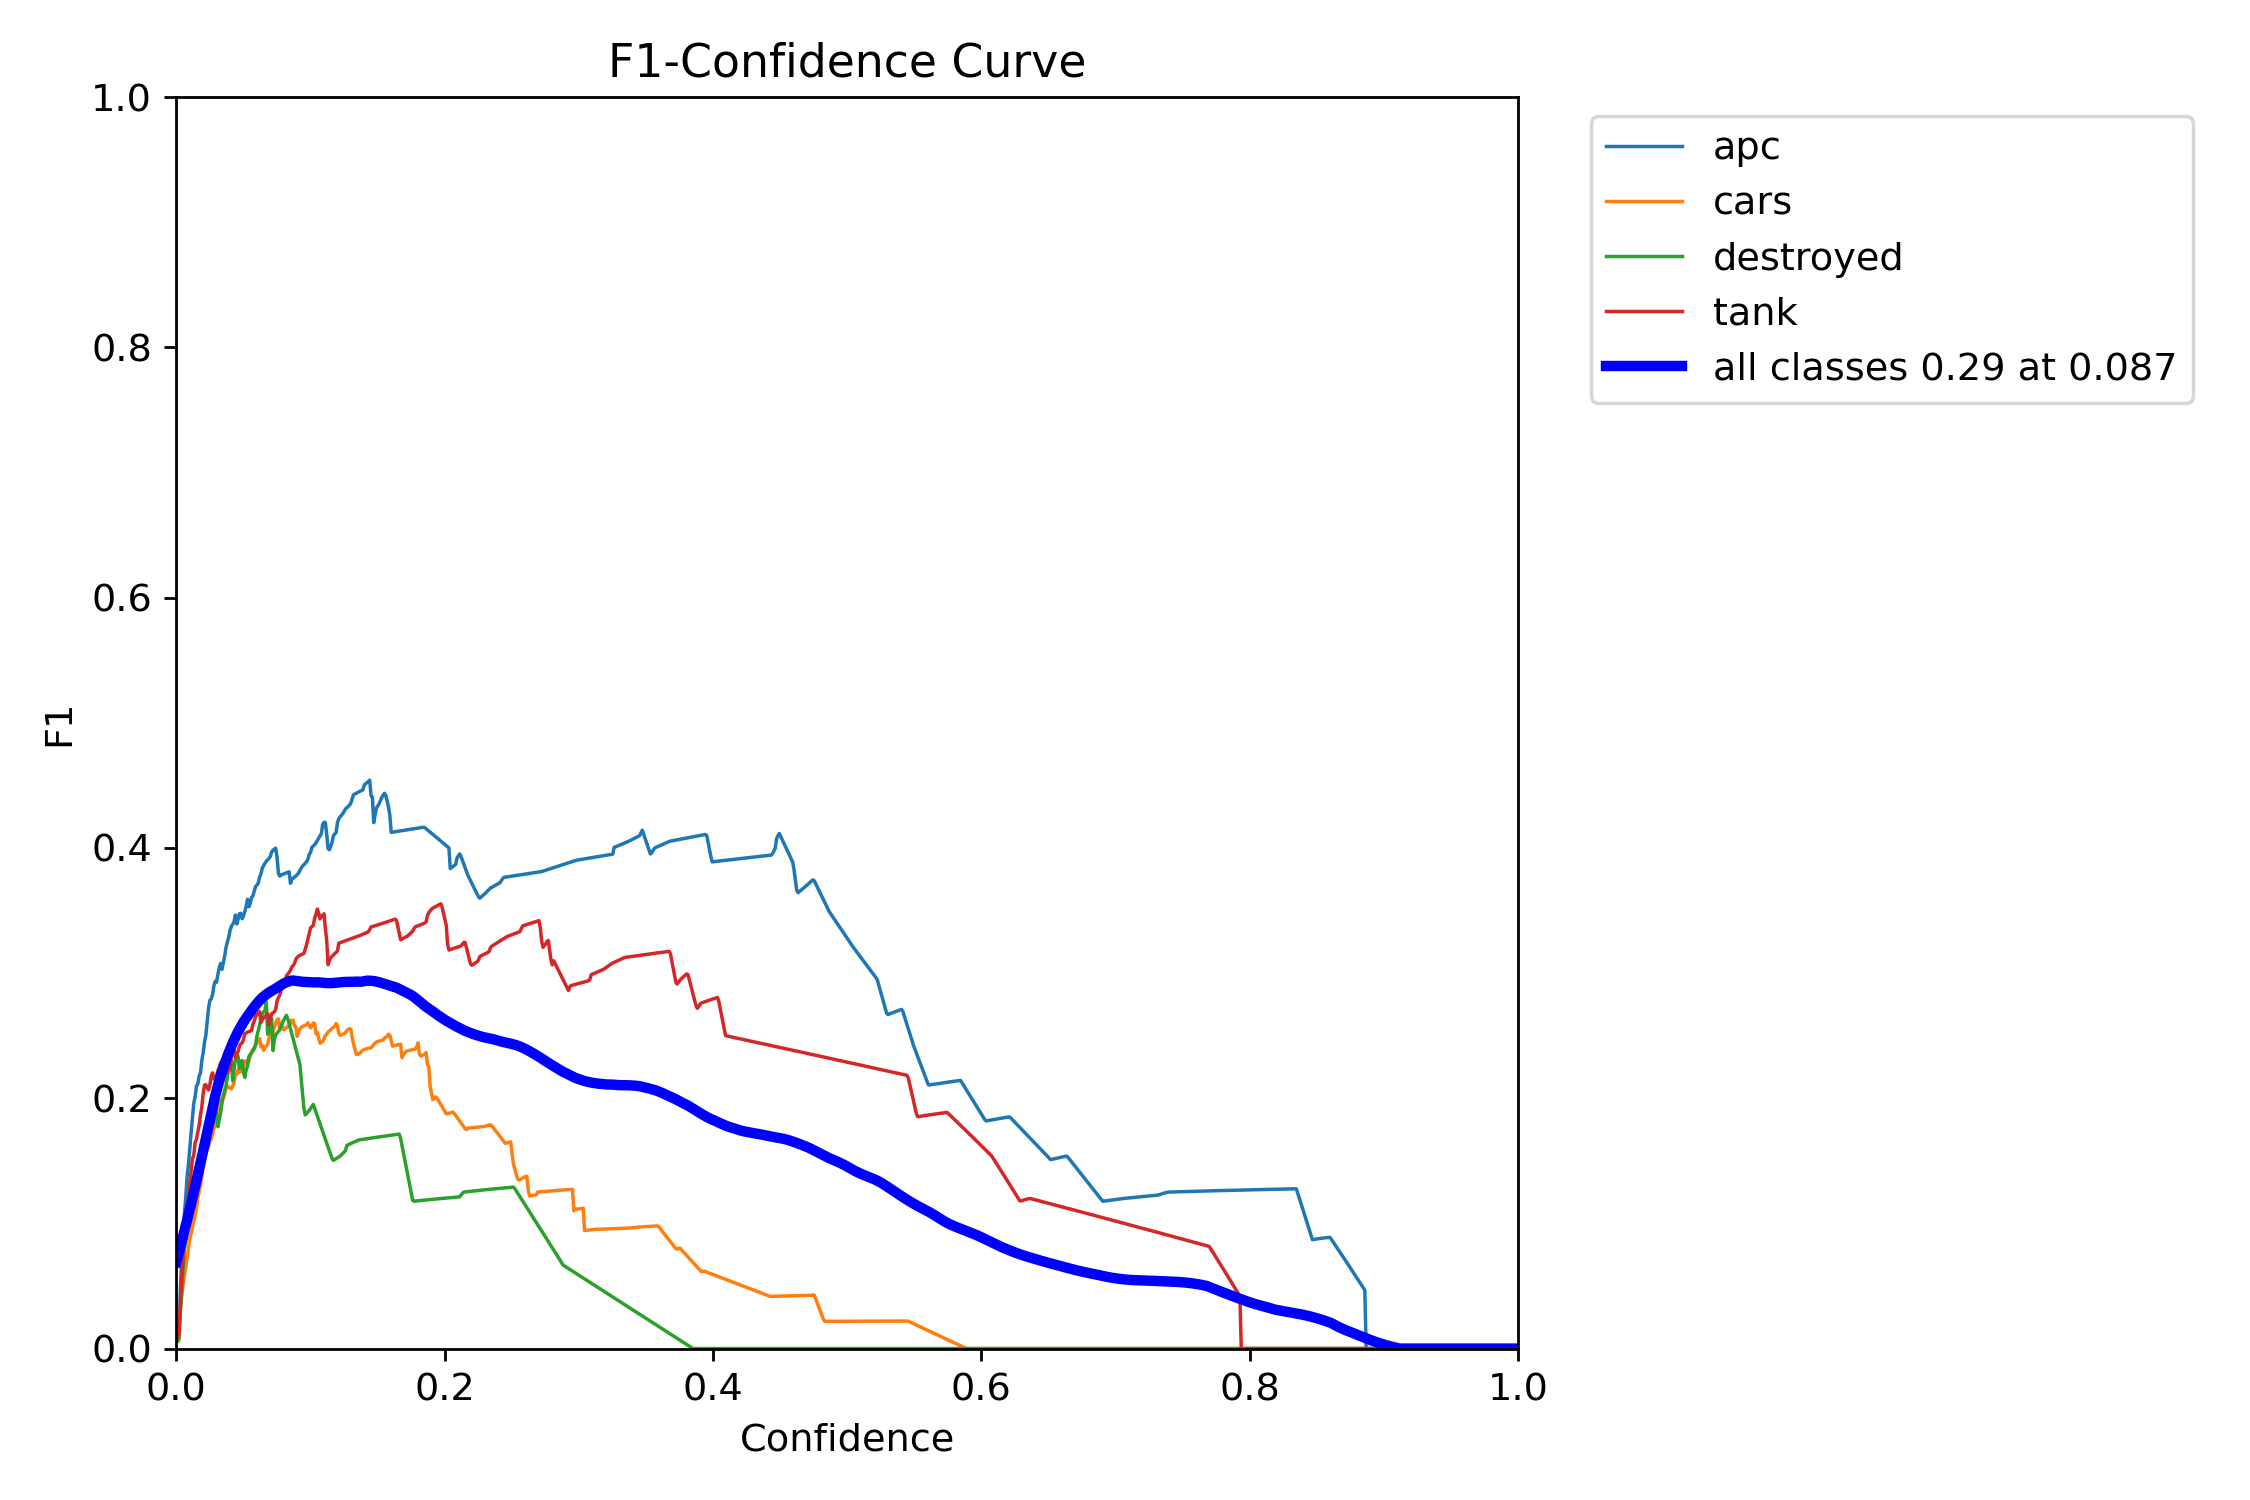 F1-Confidence Curve
1.0
0.8
0.6
0.4
0.2
0.0
F1
0.0 0.2 0.4 0.6 0.8 1.0
Confidence
apc
cars
destroyed
tank
all classes 0.29 at 0.087